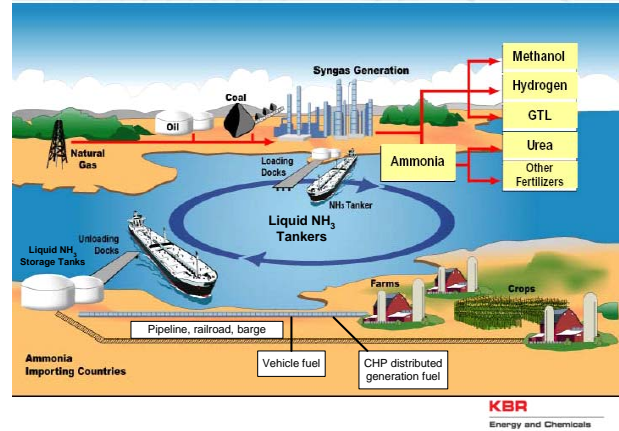 Methanol
Syngas Generation
Hydrogen
Coal
GTL
Oil
Urea
Natural
Gas
Loading
Docks
Ammonia
Other
Fertilizers
NH3 Tanker
Liquid NH3
Tankers
Liquid NH3
Storage Tanks
Unloading
Docks
Farms
Crops
Pipeline, railroad, barge
Vehicle fuel
CHP distributed
generation fuel
Ammonia
Importing Countries
KBR
Energy and Chemicals